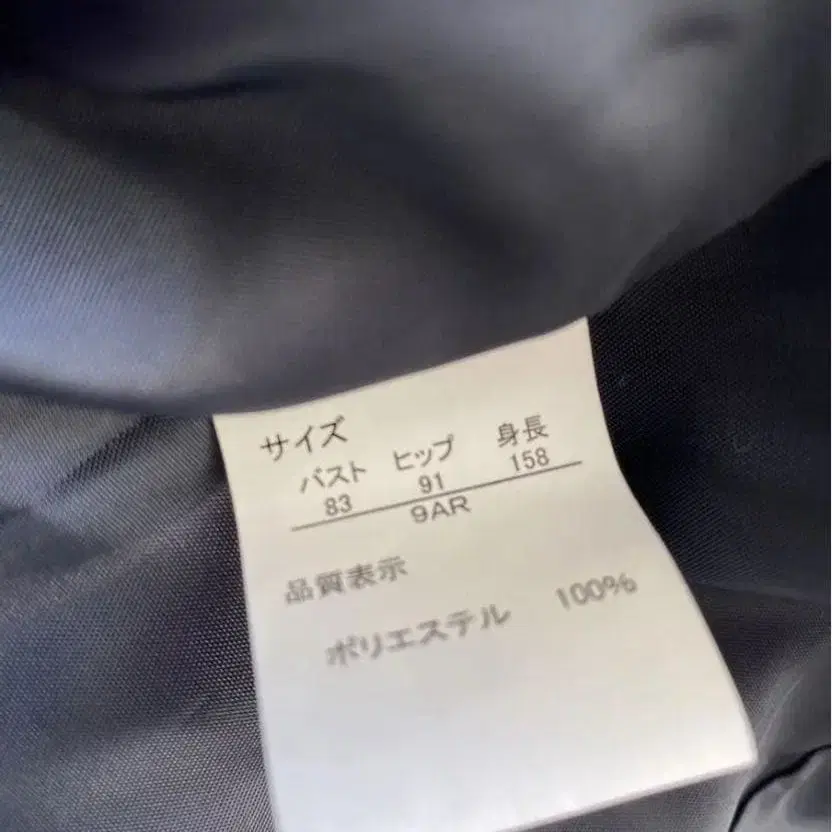 サイズ
バスト ヒップ 身長
83 91 158
9AR
品質表示
ポリエステル 100%